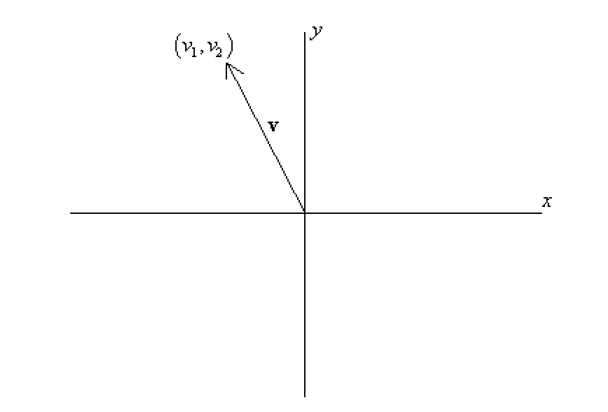 (v₁, v₂)
y
v
x